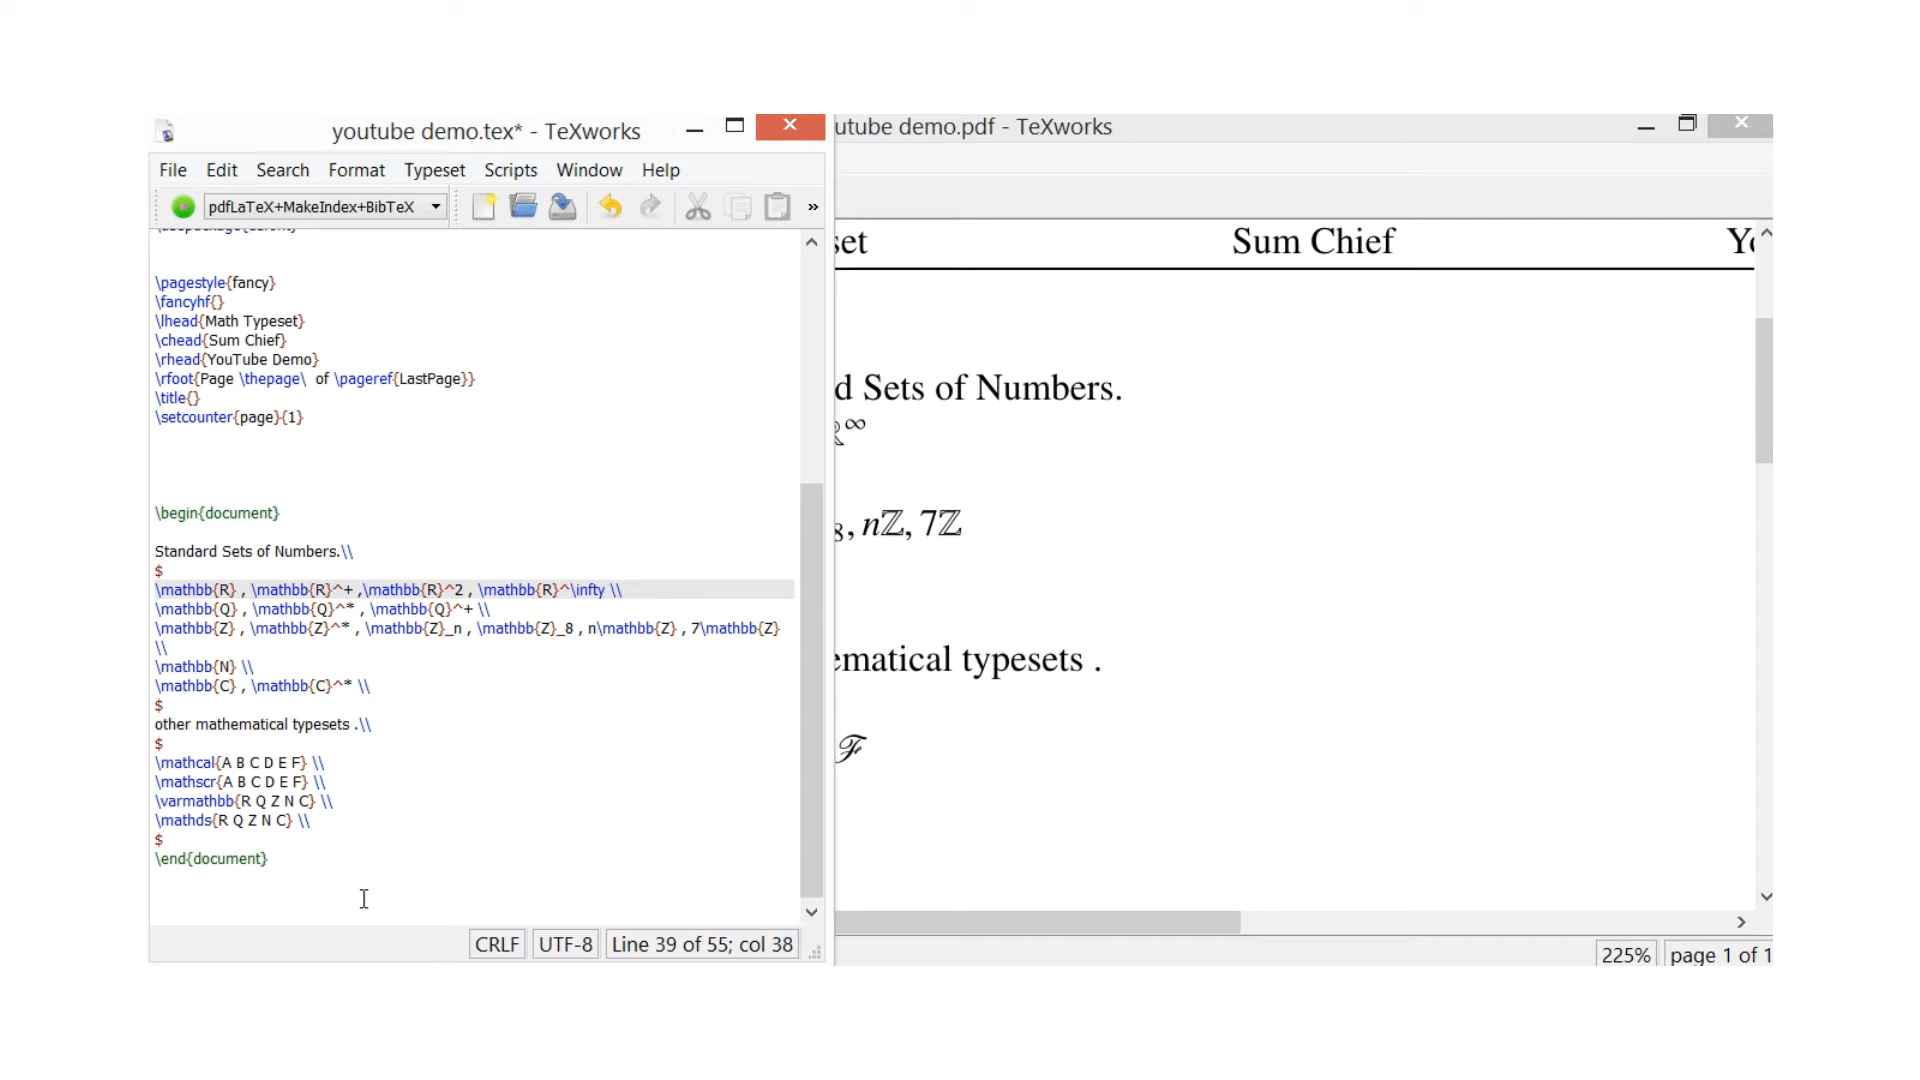 youtube demo.tex* - TeXworks
File Edit Search Format Typeset Scripts Window Help
pdfLaTeX+MakeIndex+BibTeX »
\pagestyle{fancy}
\fancyhf{}
\lhead{Math Typeset}
\chead{Sum Chief}
\rhead{YouTube Demo}
\rfoot{Page \thepage\ of \pageref{LastPage}}
\title{}
\setcounter{page}{1}
\begin{document}
Standard Sets of Numbers.\\
$
\mathbb{R} , \mathbb{R}^+ ,\mathbb{R}^2 , \mathbb{R}^\infty \\
\mathbb{Q} , \mathbb{Q}^* , \mathbb{Q}^+ \\
\mathbb{Z} , \mathbb{Z}^* , \mathbb{Z}_n , \mathbb{Z}_8 , n\mathbb{Z} , 7\mathbb{Z}
\\
\mathbb{N} \\
\mathbb{C} , \mathbb{C}^* \\
$
other mathematical typesets .\\
$
\mathcal{A B C D E F} \\
\mathscr{A B C D E F} \\
\varmathbb{R Q Z N C} \\
\mathds{R Q Z N C} \\
$
\end{document}
CRLF UTF-8 Line 39 of 55; col 38
utube demo.pdf - TeXworks
set Sum Chief Yo
d Sets of Numbers.
ℝ^∞
8, nℤ, 7ℤ
ematical typesets .
ℱ
225% page 1 of 1